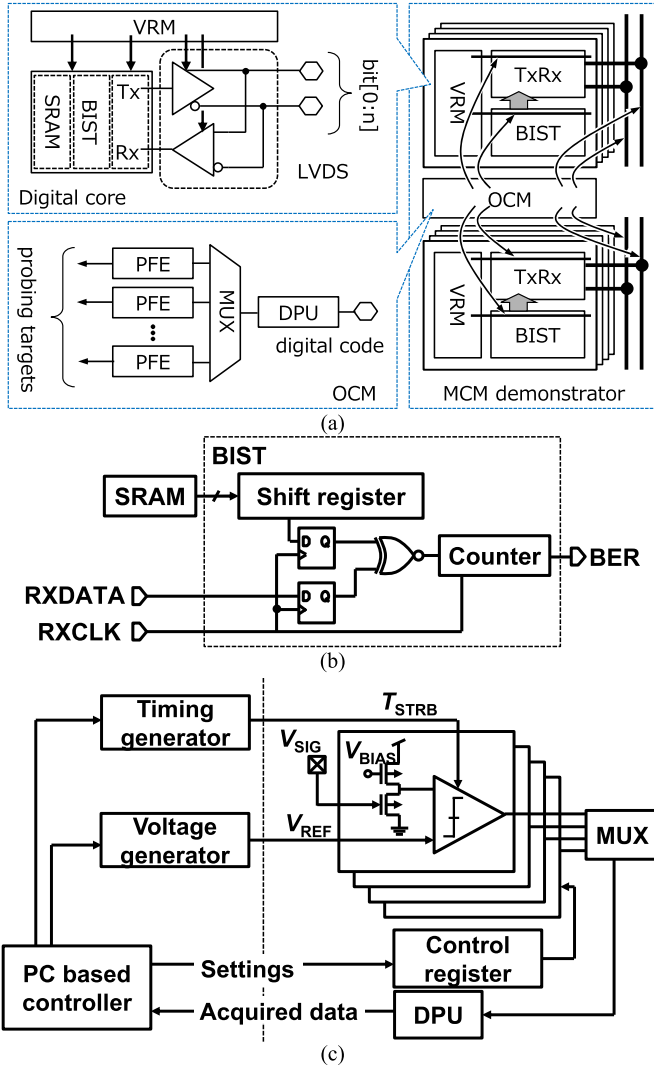 VRM
SRAM
BIST
Tx
Rx
bit[0:n]
LVDS
Digital core
VRM
TxRx
BIST
OCM
VRM
TxRx
BIST
MCM demonstrator
probing targets
PFE
PFE
PFE
MUX
DPU
digital code
OCM
(a)
BIST
SRAM
Shift register
D Q
D Q
Counter
BER
RXDATA
RXCLK
(b)
Timing
generator
TSTRB
VSIG
VBIAS
Voltage
generator
VREF
MUX
PC based
controller
Settings
Control
register
Acquired data
DPU
(c)